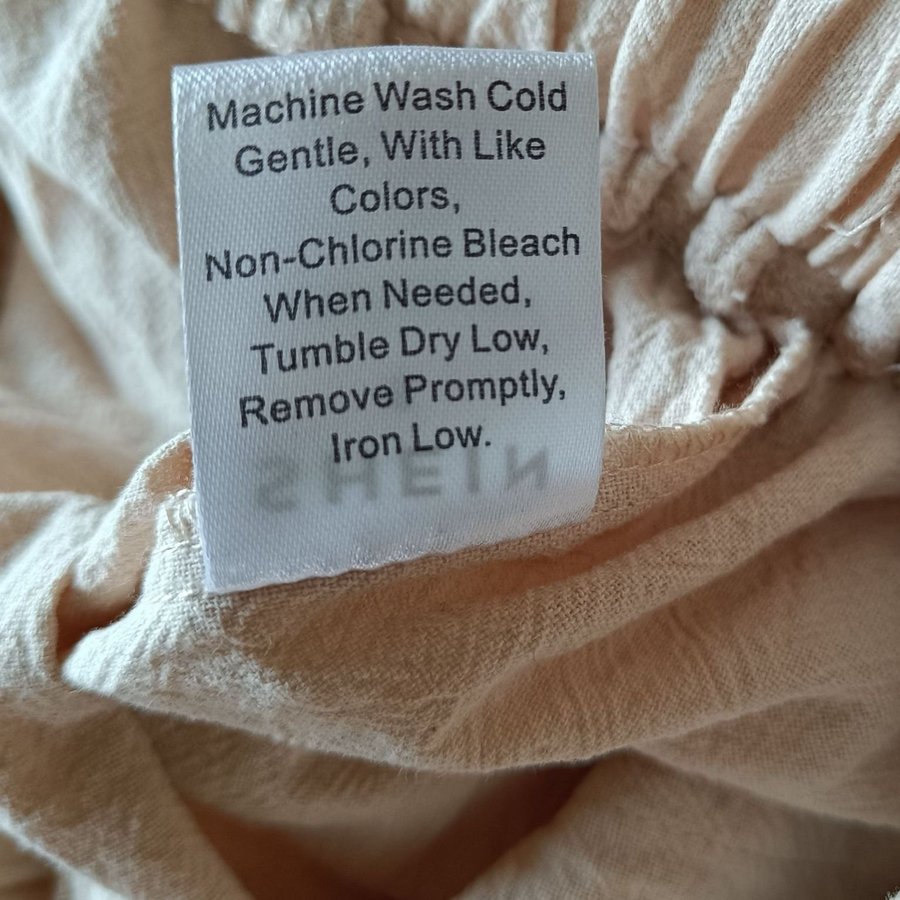 Machine Wash Cold
Gentle, With Like
Colors,
Non-Chlorine Bleach
When Needed,
Tumble Dry Low,
Remove Promptly,
Iron Low.
SHEIN